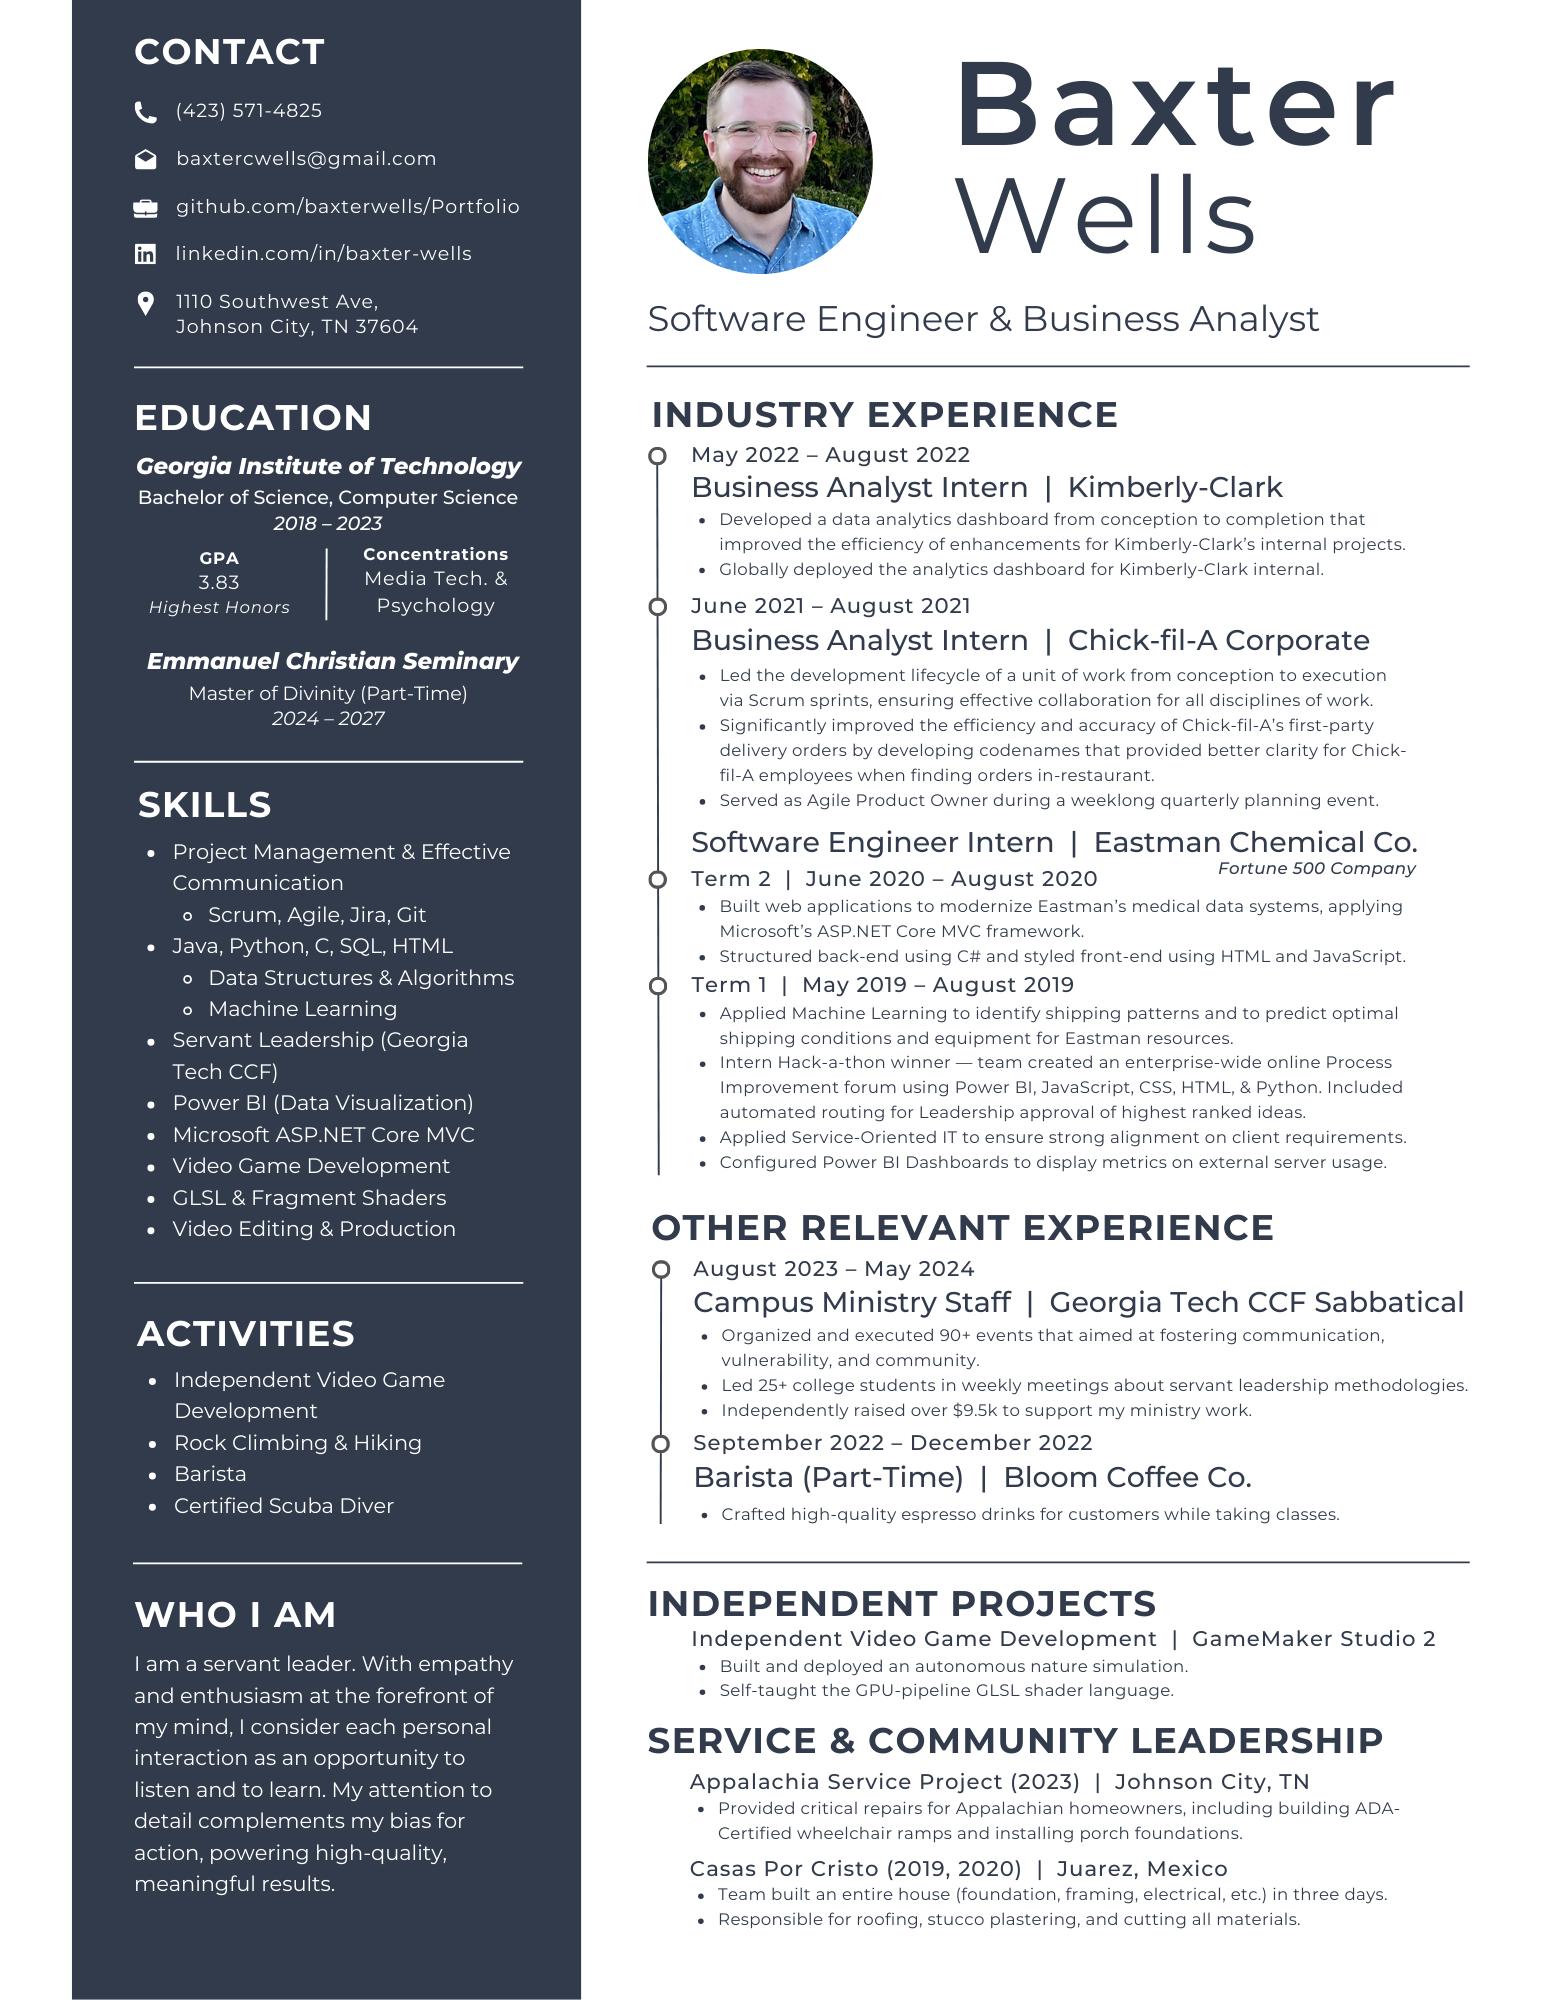 CONTACT
(423) 571-4825
baxtercwells@gmail.com
github.com/baxterwells/Portfolio
linkedin.com/in/baxter-wells
1110 Southwest Ave,
Johnson City, TN 37604
EDUCATION
Georgia Institute of Technology
Bachelor of Science, Computer Science
2018 – 2023
GPA
3.83
Highest Honors
Concentrations
Media Tech. &
Psychology
Emmanuel Christian Seminary
Master of Divinity (Part-Time)
2024 – 2027
SKILLS
• Project Management & Effective
Communication
◦ Scrum, Agile, Jira, Git
• Java, Python, C, SQL, HTML
◦ Data Structures & Algorithms
◦ Machine Learning
• Servant Leadership (Georgia
Tech CCF)
• Power BI (Data Visualization)
• Microsoft ASP.NET Core MVC
• Video Game Development
• GLSL & Fragment Shaders
• Video Editing & Production
ACTIVITIES
• Independent Video Game
Development
• Rock Climbing & Hiking
• Barista
• Certified Scuba Diver
WHO I AM
I am a servant leader. With empathy
and enthusiasm at the forefront of
my mind, I consider each personal
interaction as an opportunity to
listen and to learn. My attention to
detail complements my bias for
action, powering high-quality,
meaningful results.
Baxter
Wells
Software Engineer & Business Analyst
INDUSTRY EXPERIENCE
May 2022 – August 2022
Business Analyst Intern | Kimberly-Clark
• Developed a data analytics dashboard from conception to completion that
improved the efficiency of enhancements for Kimberly-Clark’s internal projects.
• Globally deployed the analytics dashboard for Kimberly-Clark internal.
June 2021 – August 2021
Business Analyst Intern | Chick-fil-A Corporate
• Led the development lifecycle of a unit of work from conception to execution
via Scrum sprints, ensuring effective collaboration for all disciplines of work.
• Significantly improved the efficiency and accuracy of Chick-fil-A’s first-party
delivery orders by developing codenames that provided better clarity for Chick-
fil-A employees when finding orders in-restaurant.
• Served as Agile Product Owner during a weeklong quarterly planning event.
Software Engineer Intern | Eastman Chemical Co.
Fortune 500 Company
Term 2 | June 2020 – August 2020
• Built web applications to modernize Eastman’s medical data systems, applying
Microsoft’s ASP.NET Core MVC framework.
• Structured back-end using C# and styled front-end using HTML and JavaScript.
Term 1 | May 2019 – August 2019
• Applied Machine Learning to identify shipping patterns and to predict optimal
shipping conditions and equipment for Eastman resources.
• Intern Hack-a-thon winner — team created an enterprise-wide online Process
Improvement forum using Power BI, JavaScript, CSS, HTML, & Python. Included
automated routing for Leadership approval of highest ranked ideas.
• Applied Service-Oriented IT to ensure strong alignment on client requirements.
• Configured Power BI Dashboards to display metrics on external server usage.
OTHER RELEVANT EXPERIENCE
August 2023 – May 2024
Campus Ministry Staff | Georgia Tech CCF Sabbatical
• Organized and executed 90+ events that aimed at fostering communication,
vulnerability, and community.
• Led 25+ college students in weekly meetings about servant leadership methodologies.
• Independently raised over $9.5k to support my ministry work.
September 2022 – December 2022
Barista (Part-Time) | Bloom Coffee Co.
• Crafted high-quality espresso drinks for customers while taking classes.
INDEPENDENT PROJECTS
Independent Video Game Development | GameMaker Studio 2
• Built and deployed an autonomous nature simulation.
• Self-taught the GPU-pipeline GLSL shader language.
SERVICE & COMMUNITY LEADERSHIP
Appalachia Service Project (2023) | Johnson City, TN
• Provided critical repairs for Appalachian homeowners, including building ADA-
Certified wheelchair ramps and installing porch foundations.
Casas Por Cristo (2019, 2020) | Juarez, Mexico
• Team built an entire house (foundation, framing, electrical, etc.) in three days.
• Responsible for roofing, stucco plastering, and cutting all materials.